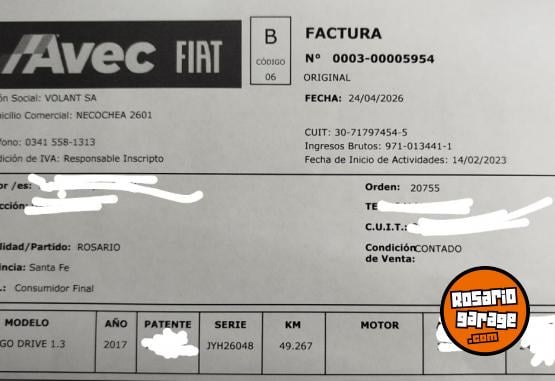 Avec FIAT
B
CÓDIGO
06
FACTURA
Nº 0003-00005954
ORIGINAL
FECHA: 24/04/2026
ón Social: VOLANT SA
icilio Comercial: NECOCHEA 2601
fono: 0341 558-1313
dición de IVA: Responsable Inscripto
CUIT: 30-71797454-5
Ingresos Brutos: 971-013441-1
Fecha de Inicio de Actividades: 14/02/2023
or /es:
cción:
lidad/Partido: ROSARIO
incia: Santa Fe
.: Consumidor Final
Orden: 20755
TE
C.U.I.T.:
Condición CONTADO
de Venta:
MODELO AÑO PATENTE SERIE KM MOTOR
GO DRIVE 1.3 2017 JYH26048 49.267
Rosario
garage
.com